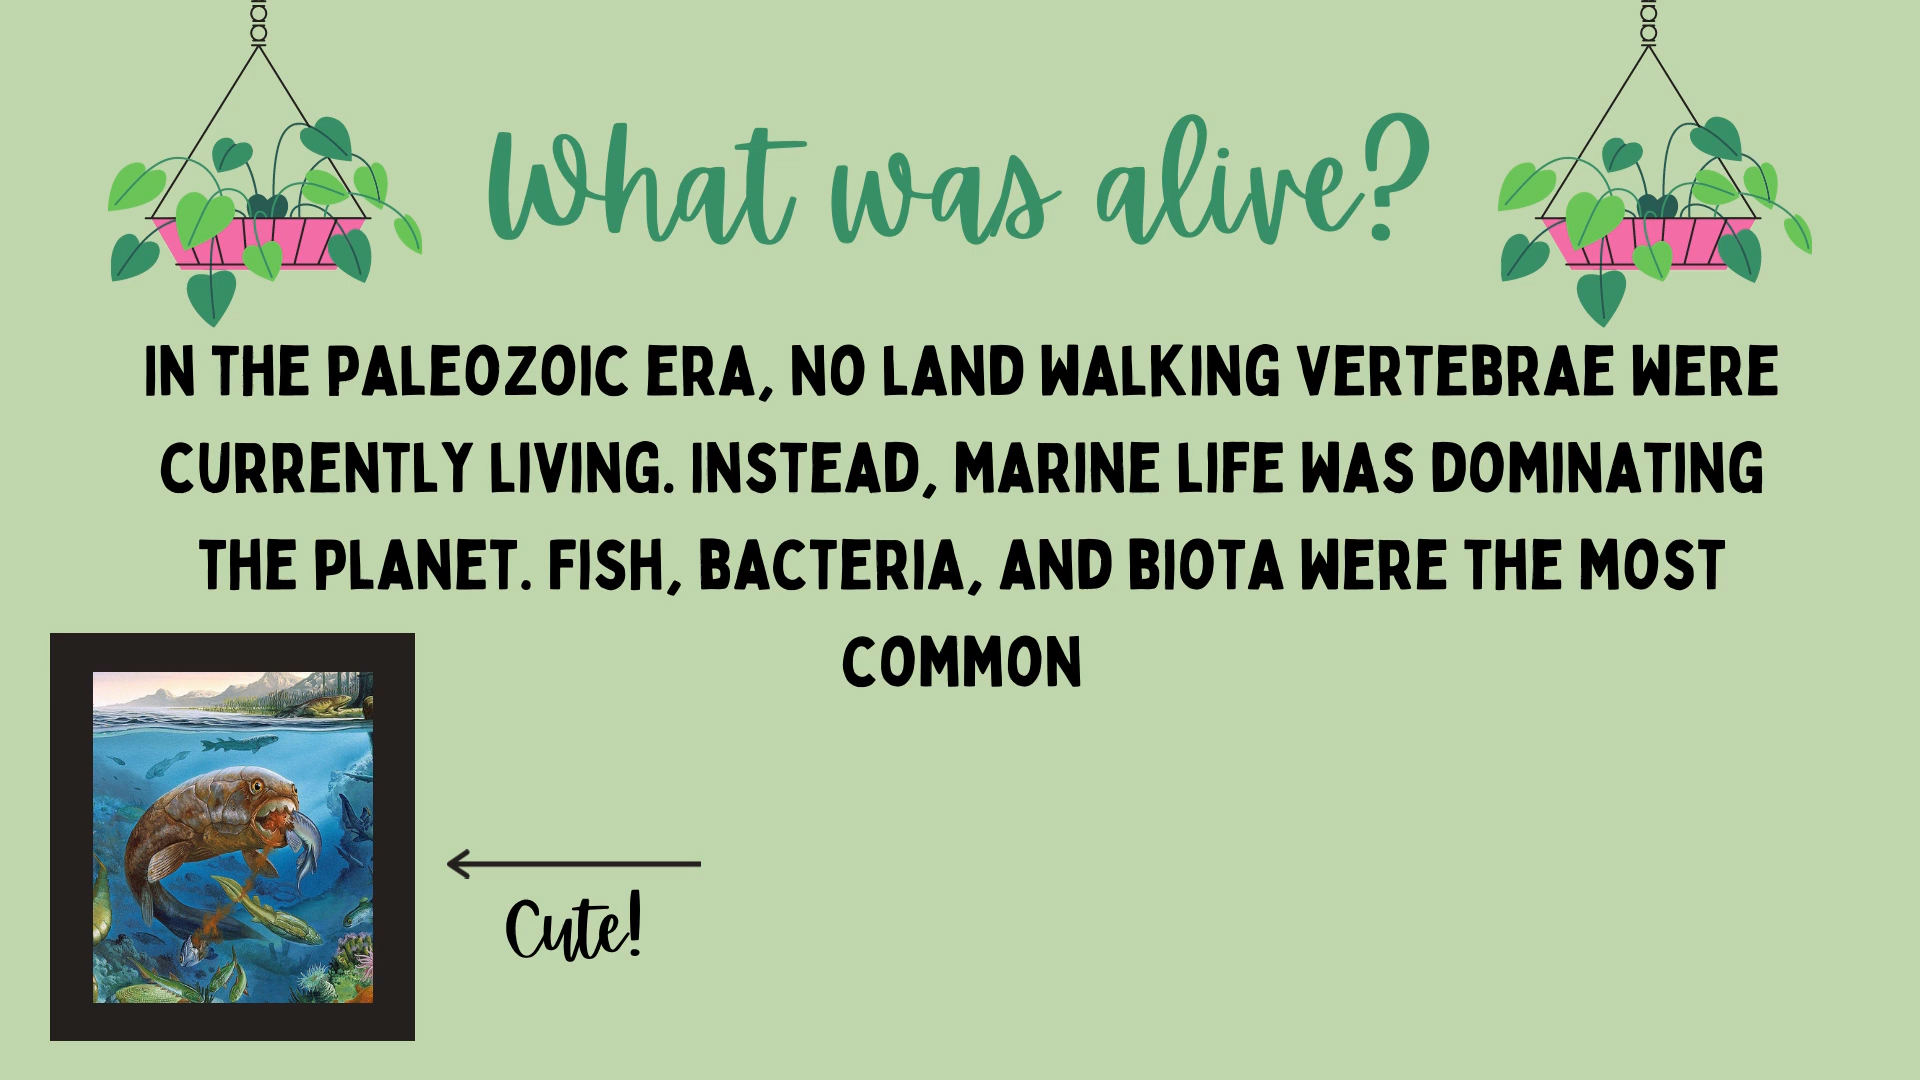 What was alive?
IN THE PALEOZOIC ERA, NO LAND WALKING VERTEBRAE WERE
CURRENTLY LIVING. INSTEAD, MARINE LIFE WAS DOMINATING
THE PLANET. FISH, BACTERIA, AND BIOTA WERE THE MOST
COMMON
Cute!